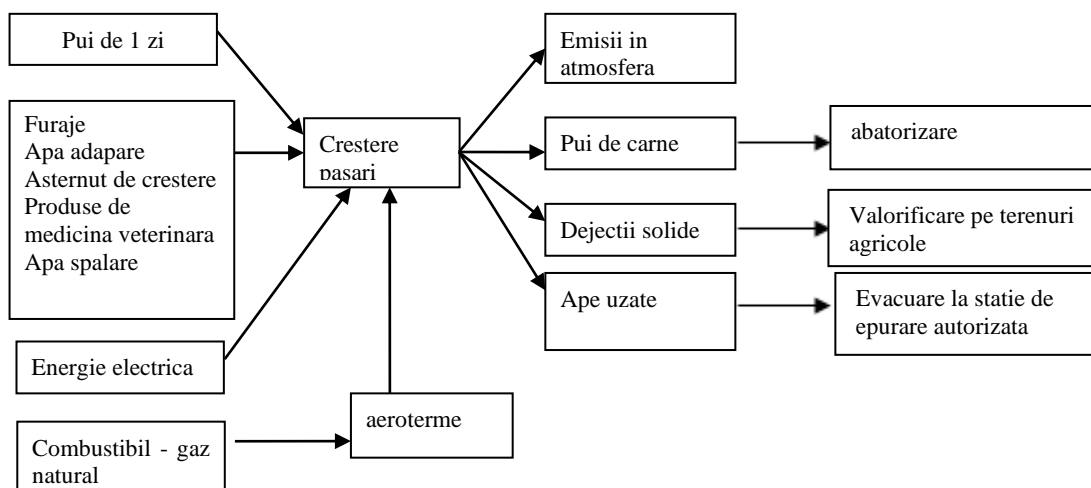 Pui de 1 zi
Furaje
Apa adapare
Asternut de crestere
Produse de
medicina veterinara
Apa spalare
Energie electrica
Combustibil - gaz
natural
aeroterme
Crestere
pasari
Emisii in
atmosfera
Pui de carne
abatorizare
Dejectii solide
Valorificare pe terenuri
agricole
Ape uzate
Evacuare la statie de
epurare autorizata